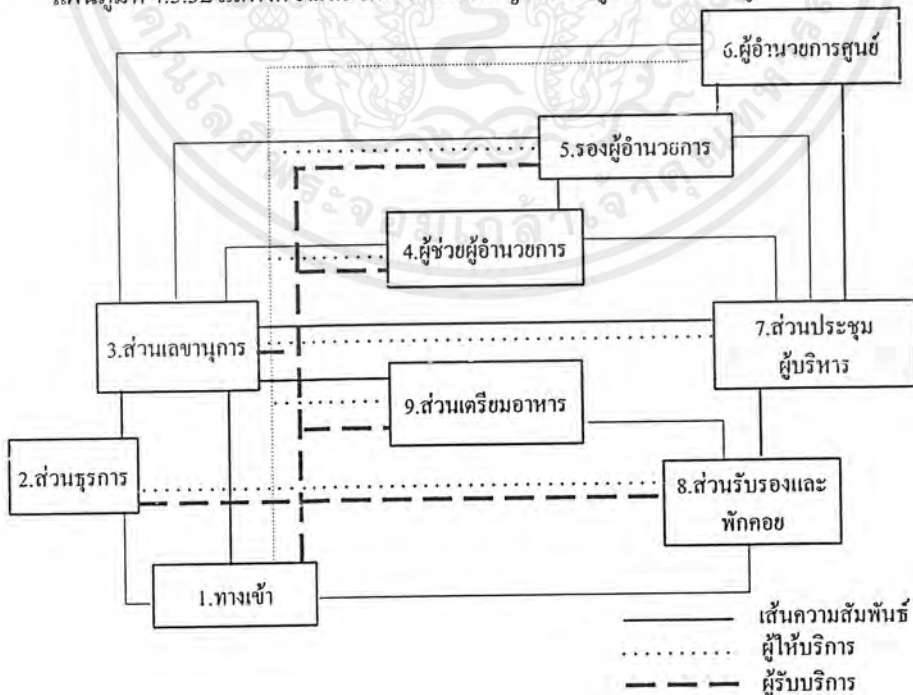 6.ผู้อำนวยการศูนย์
5.รองผู้อำนวยการ
4.ผู้ช่วยผู้อำนวยการ
3.ส่วนเลขานุการ
7.ส่วนประชุม
ผู้บริหาร
9.ส่วนเตรียมอาหาร
2.ส่วนธุรการ
8.ส่วนรับรองและ
พักคอย
1.ทางเข้า
เส้นความสัมพันธ์
ผู้ให้บริการ
ผู้รับบริการ